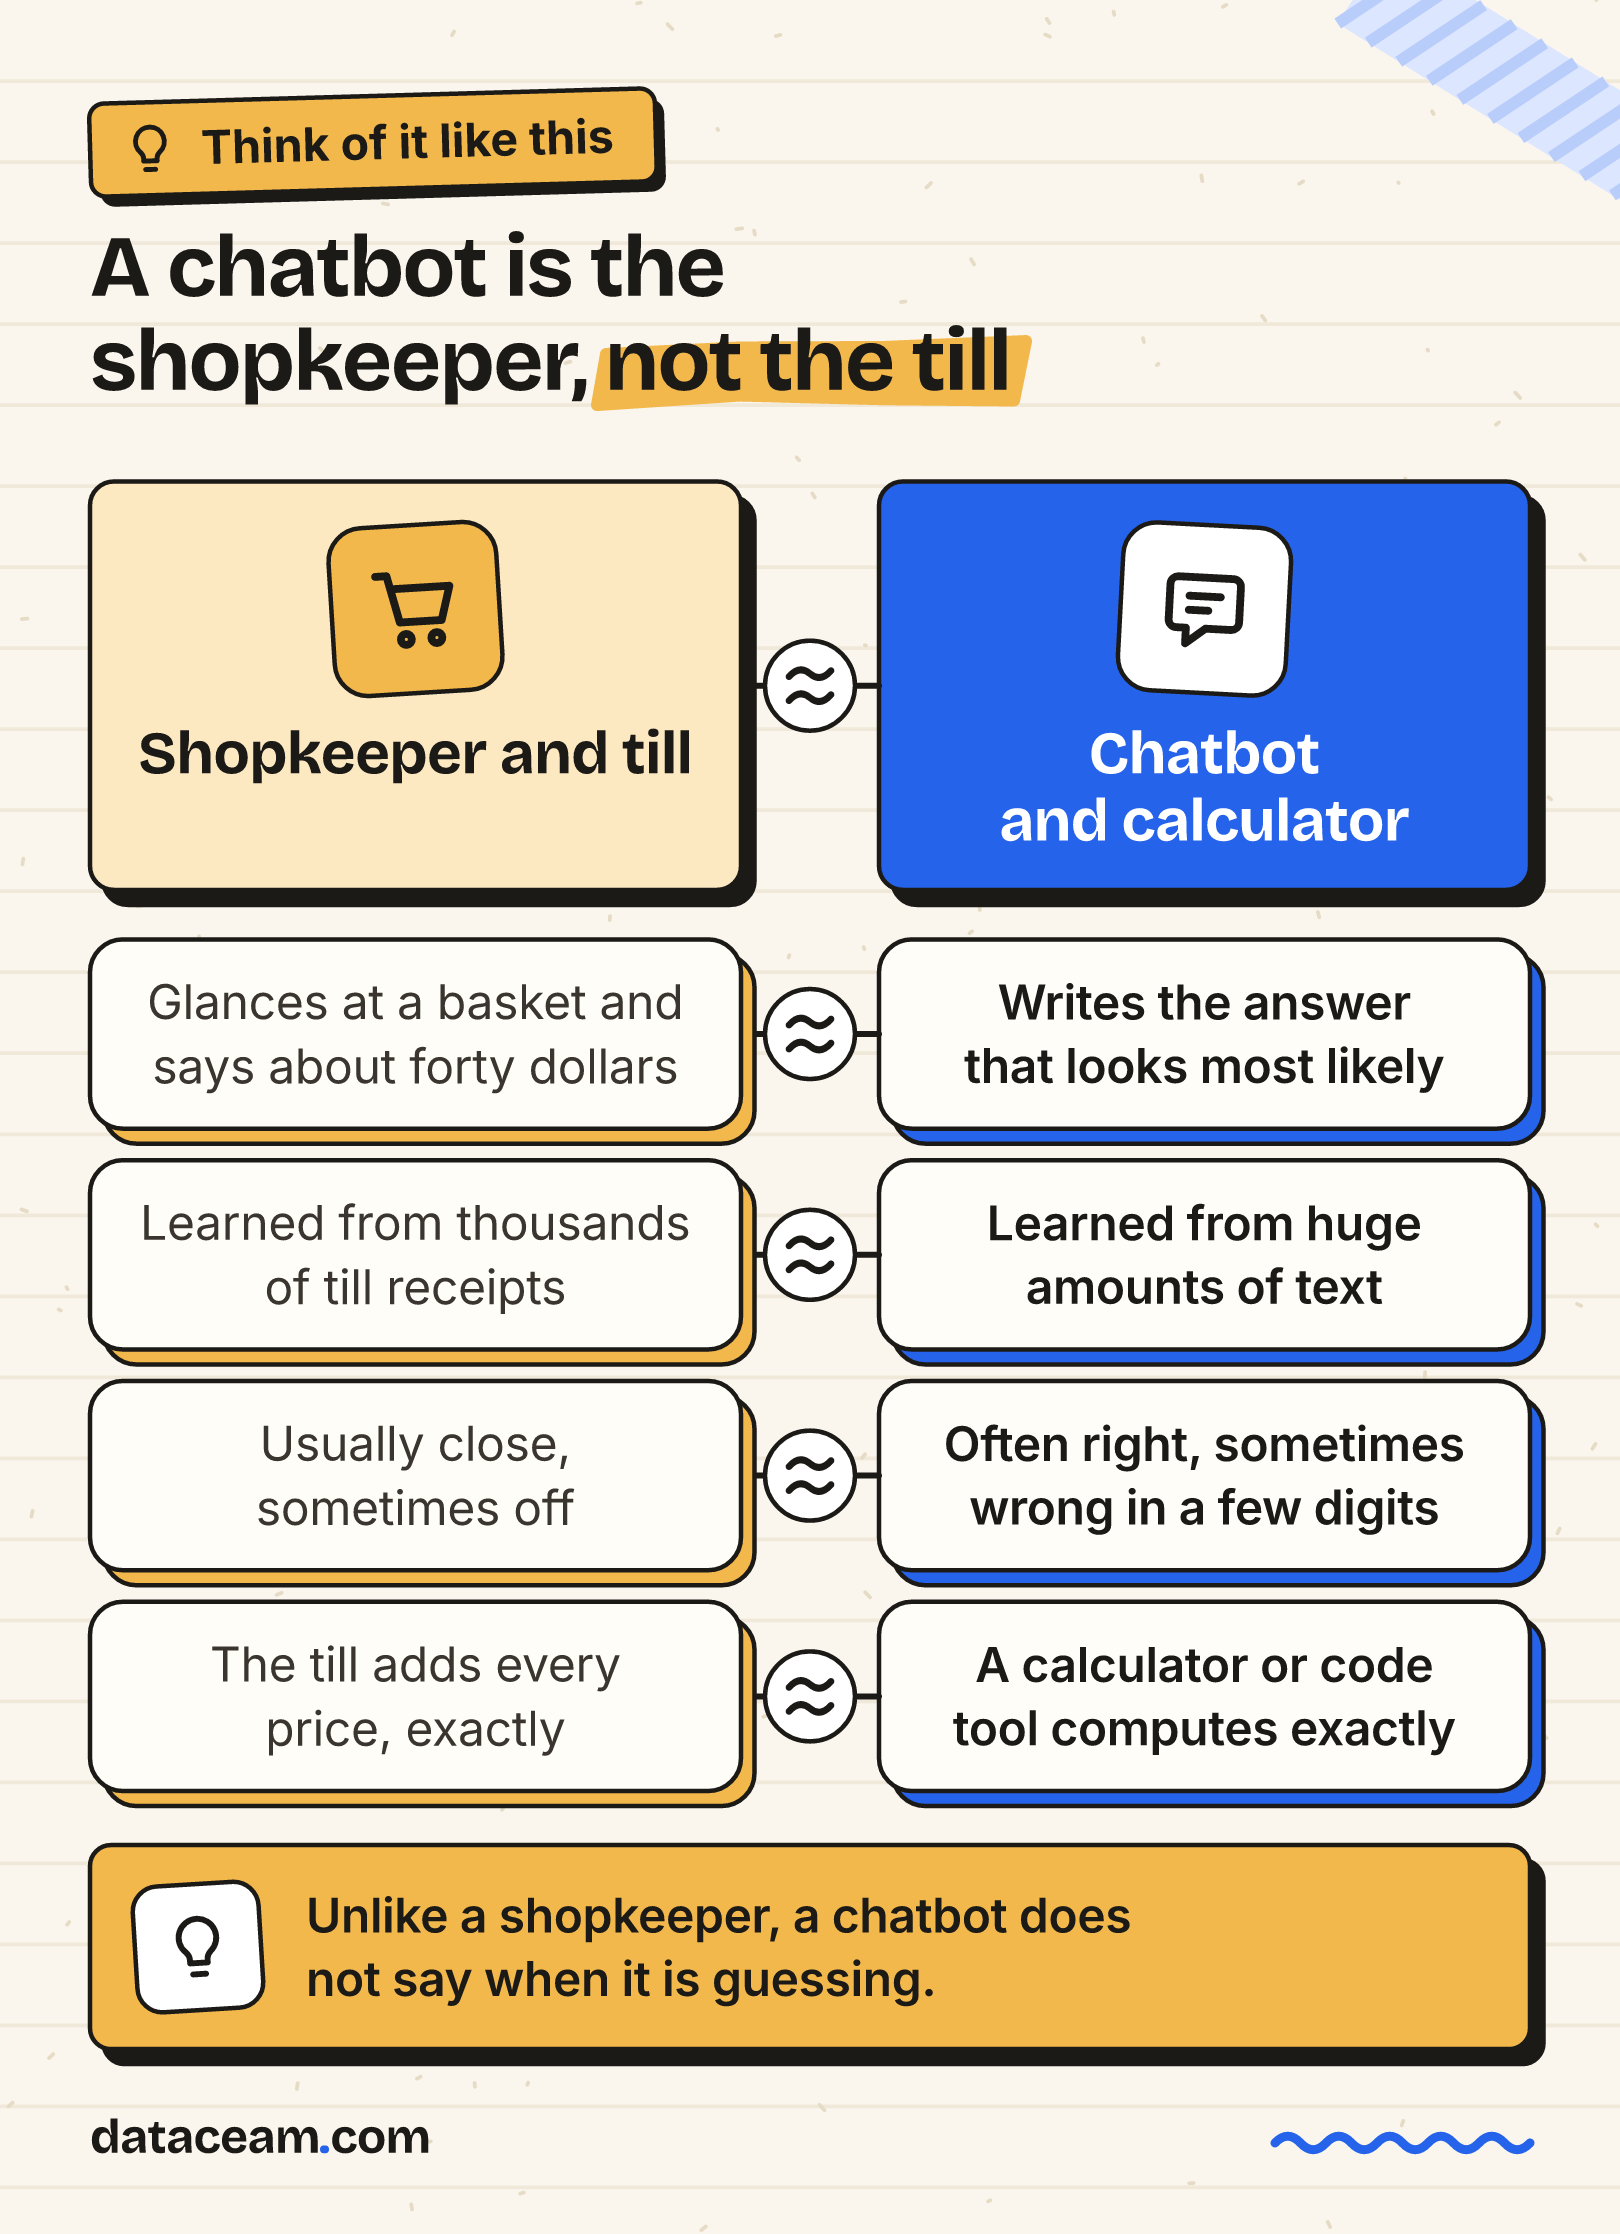 Think of it like this
A chatbot is the
shopkeeper, not the till
Shopkeeper and till
Chatbot
and calculator
Glances at a basket and
says about forty dollars
Writes the answer
that looks most likely
Learned from thousands
of till receipts
Learned from huge
amounts of text
Usually close,
sometimes off
Often right, sometimes
wrong in a few digits
The till adds every
price, exactly
A calculator or code
tool computes exactly
Unlike a shopkeeper, a chatbot does
not say when it is guessing.
dataceam.com